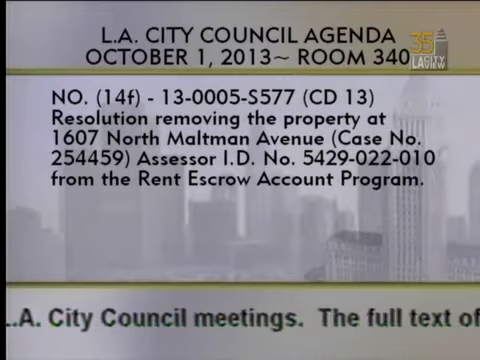 L.A. CITY COUNCIL AGENDA
OCTOBER 1, 2013~ ROOM 340
35
LACITY
VIEW
NO. (14f) - 13-0005-S577 (CD 13)
Resolution removing the property at
1607 North Maltman Avenue (Case No.
254459) Assessor I.D. No. 5429-022-010
from the Rent Escrow Account Program.
.A. City Council meetings.  The full text of